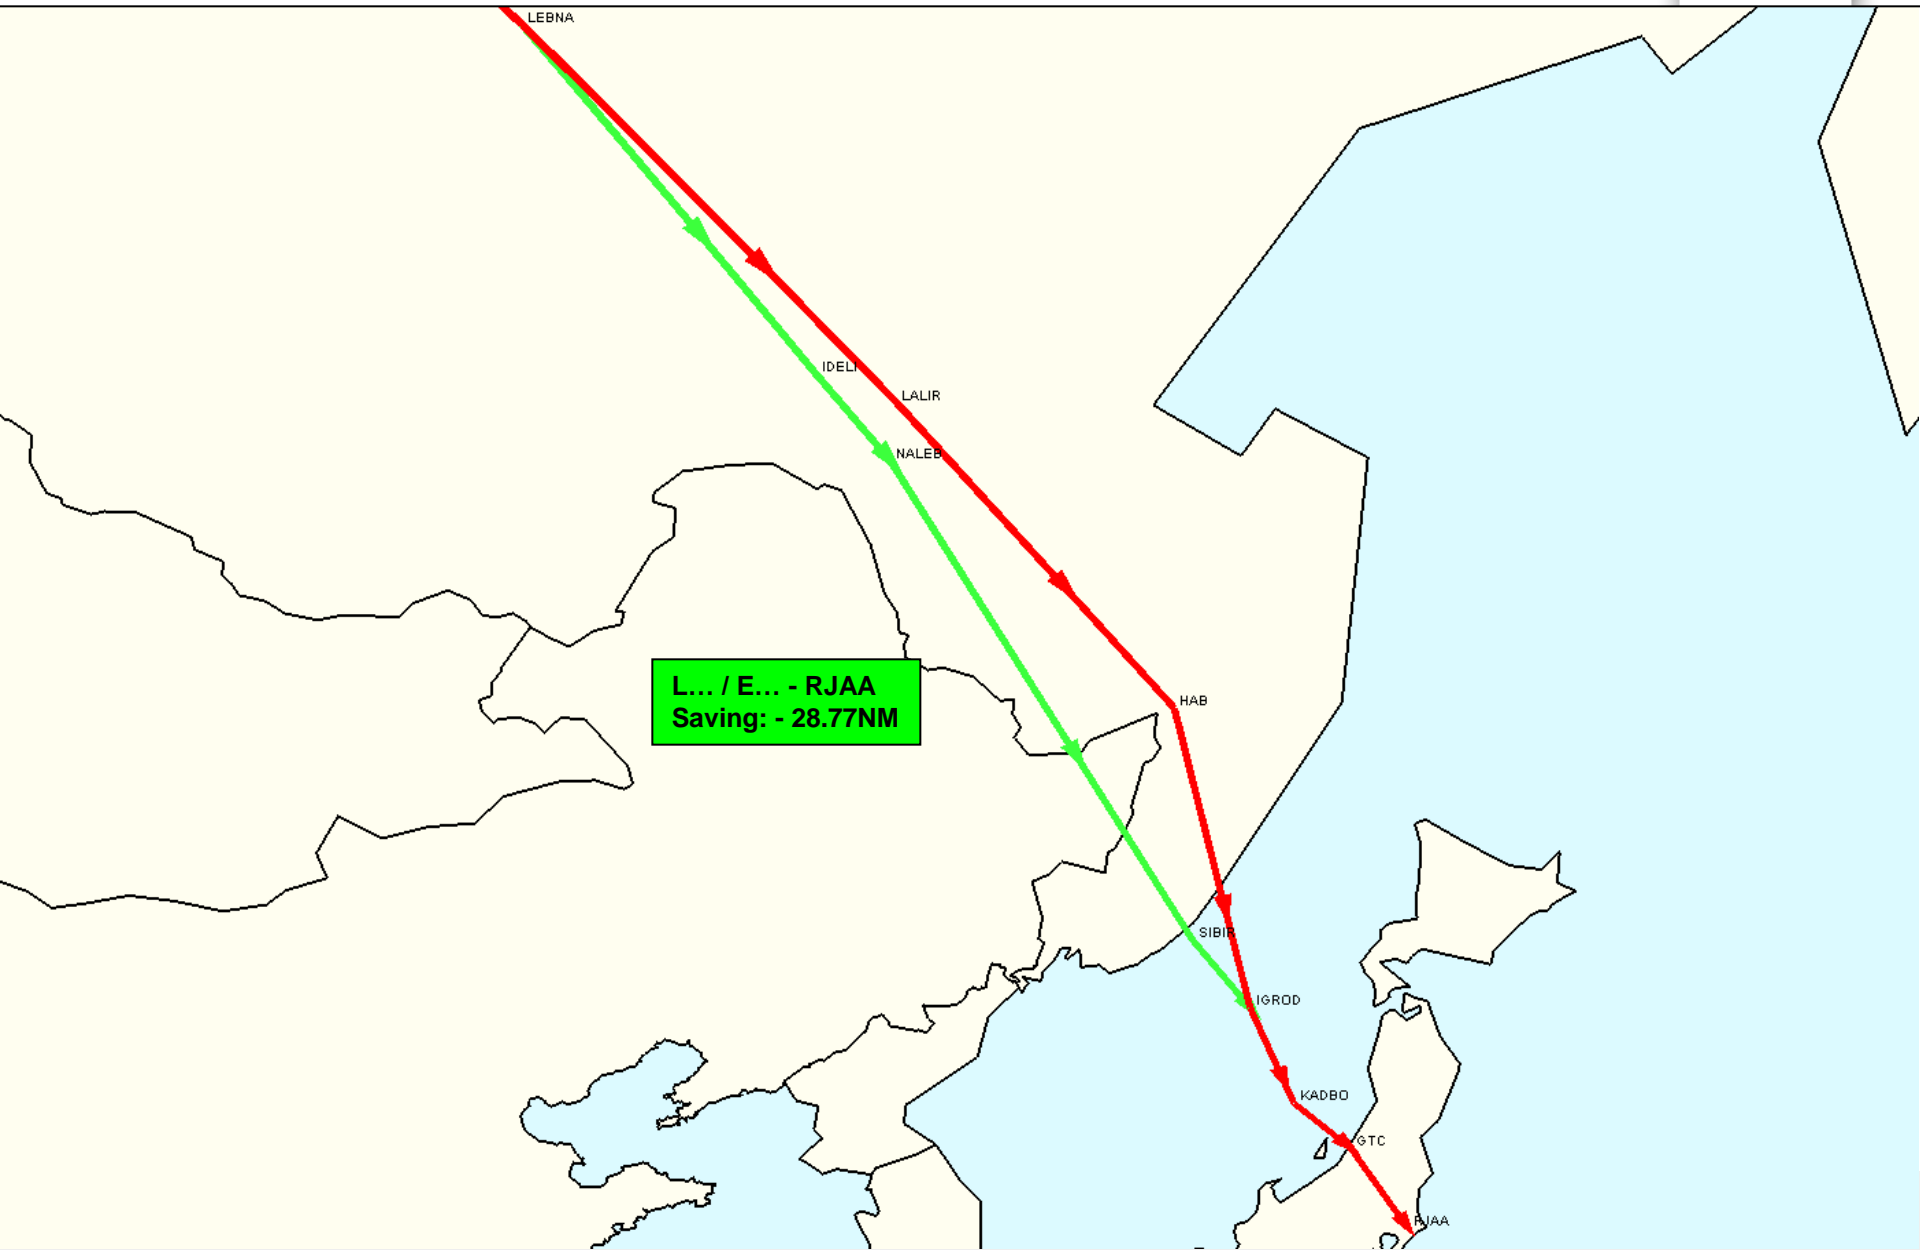 LEBNA
IDELI
LALIR
NALEB
L... / E... - RJAA
Saving: - 28.77NM
HAB
SIBIR
IGROD
KADBO
GTC
RJAA